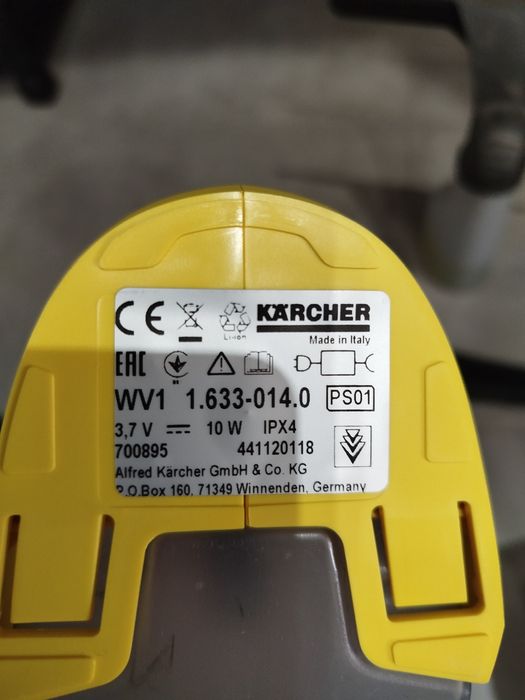 CE KÄRCHER
Li-Ion
Made in Italy
EAC
WV1 1.633-014.0 PS01
3,7 V 10 W IPX4
700895 441120118
Alfred Kärcher GmbH & Co. KG
P.O.Box 160, 71349 Winnenden, Germany